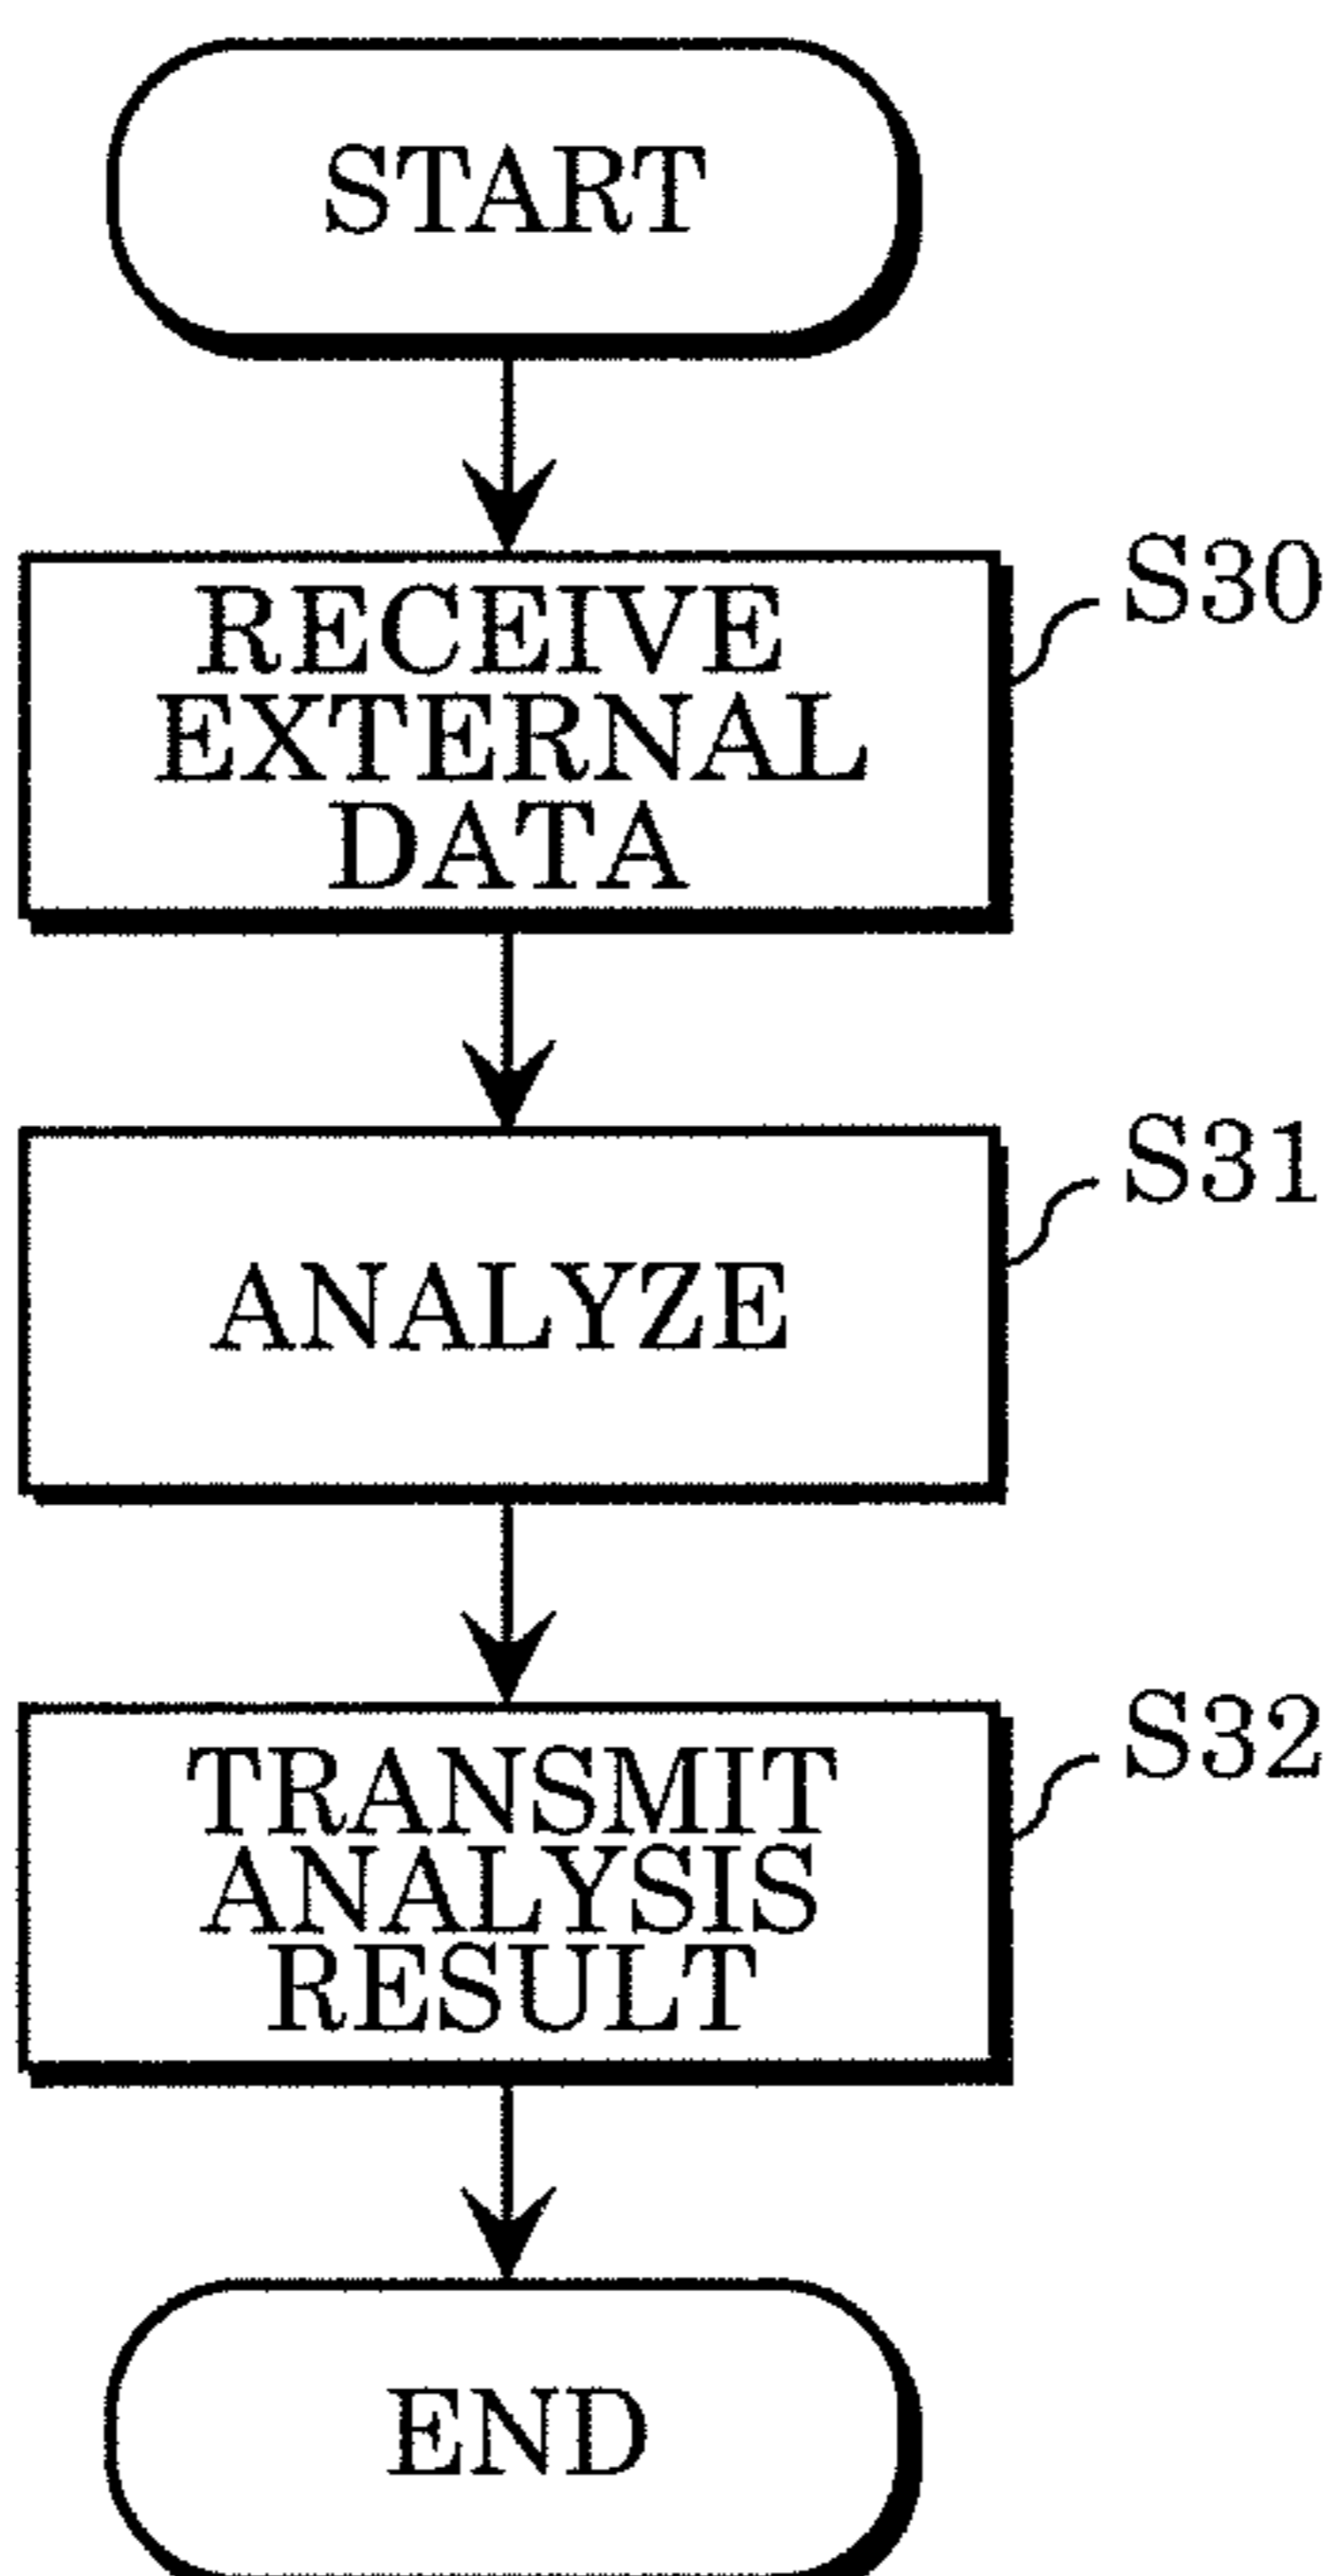 START
S30
RECEIVE
EXTERNAL
DATA
S31
ANALYZE
S32
TRANSMIT
ANALYSIS
RESULT
END